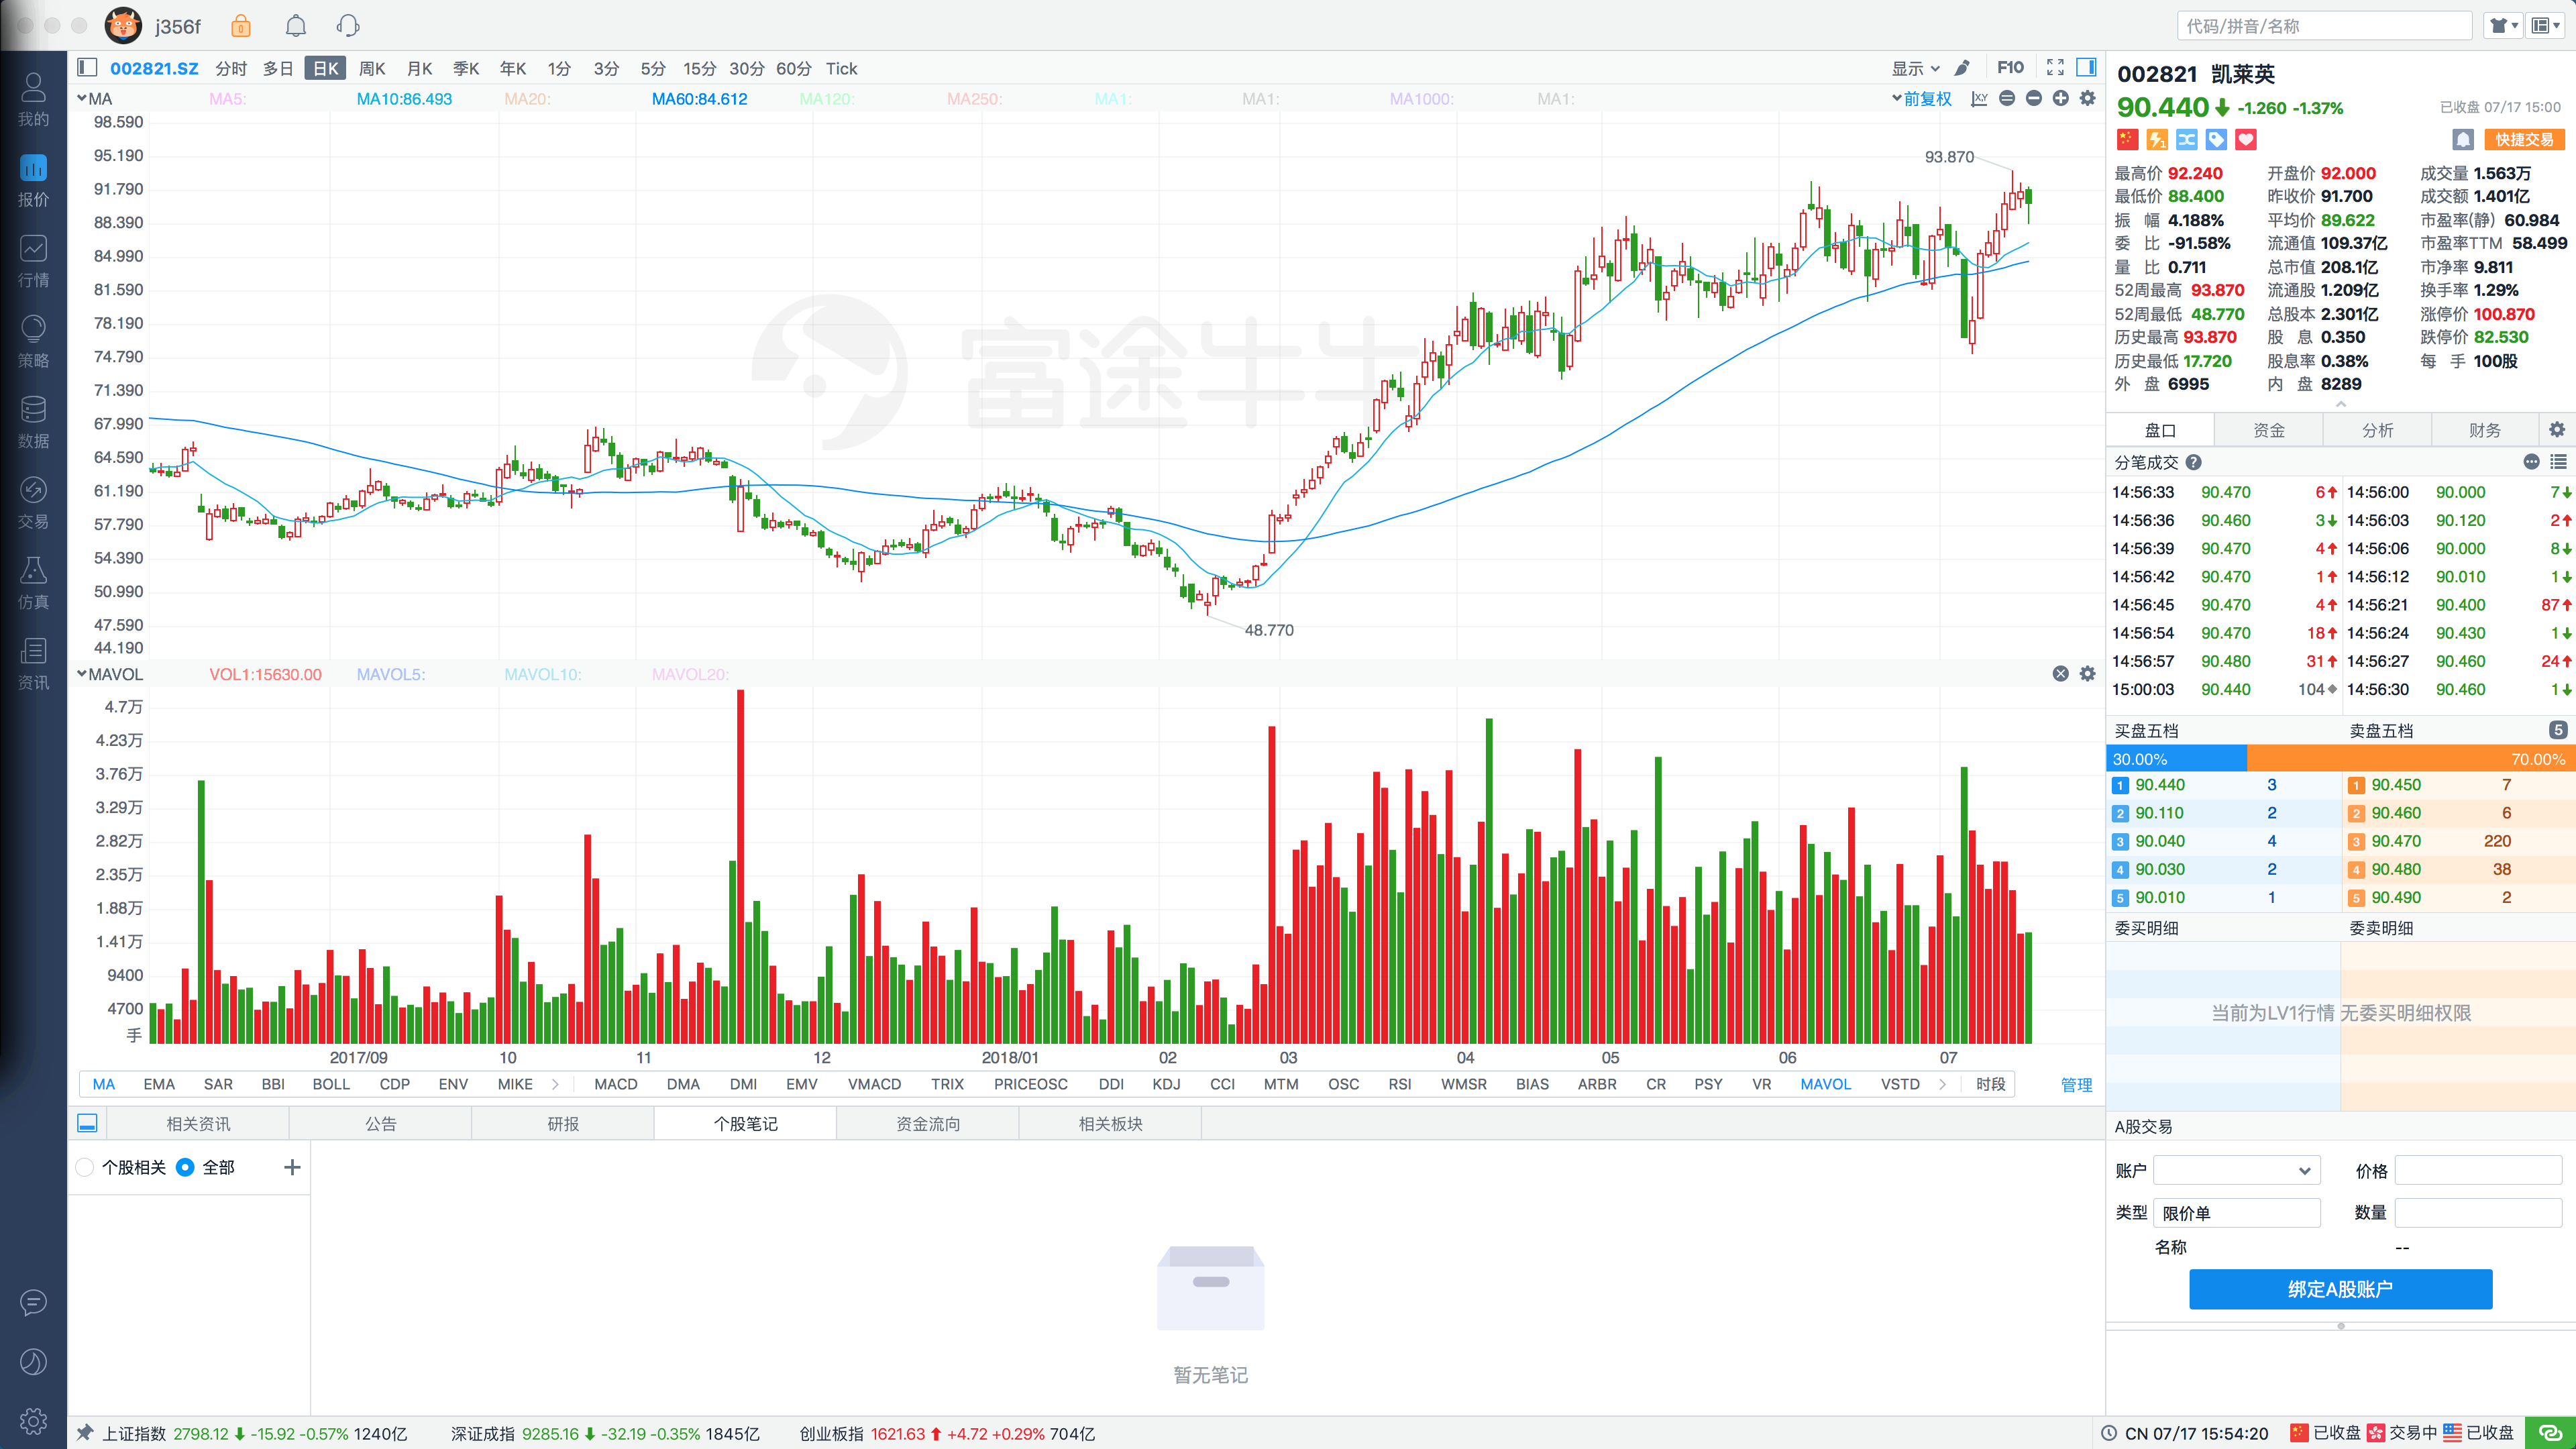 j356f
代码/拼音/名称
我的
报价
行情
策略
数据
交易
仿真
资讯
002821.SZ 分时 多日 日K 周K 月K 季K 年K 1分 3分 5分 15分 30分 60分 Tick 显示 F10
MA MA5: MA10:86.493 MA20: MA60:84.612 MA120: MA250: MA1: MA1: MA1000: MA1: 前复权
98.590
95.190
91.790
88.390
84.990
81.590
78.190
74.790
71.390
67.990
64.590
61.190
57.790
54.390
50.990
47.590
44.190
93.870
富途牛牛
48.770
MAVOL VOL1:15630.00 MAVOL5: MAVOL10: MAVOL20:
4.7万
4.23万
3.76万
3.29万
2.82万
2.35万
1.88万
1.41万
9400
4700
手
2017/09 10 11 12 2018/01 02 03 04 05 06 07
MA EMA SAR BBI BOLL CDP ENV MIKE MACD DMA DMI EMV VMACD TRIX PRICEOSC DDI KDJ CCI MTM OSC RSI WMSR BIAS ARBR CR PSY VR MAVOL VSTD 时段 管理
相关资讯 公告 研报 个股笔记 资金流向 相关板块
个股相关 全部
暂无笔记
002821 凯莱英
90.440 -1.260 -1.37% 已收盘 07/17 15:00
快捷交易
最高价 92.240 开盘价 92.000 成交量 1.563万
最低价 88.400 昨收价 91.700 成交额 1.401亿
振 幅 4.188% 平均价 89.622 市盈率(静) 60.984
委 比 -91.58% 流通值 109.37亿 市盈率TTM 58.499
量 比 0.711 总市值 208.1亿 市净率 9.811
52周最高 93.870 流通股 1.209亿 换手率 1.29%
52周最低 48.770 总股本 2.301亿 涨停价 100.870
历史最高 93.870 股 息 0.350 跌停价 82.530
历史最低 17.720 股息率 0.38% 每 手 100股
外 盘 6995 内 盘 8289
盘口 资金 分析 财务
分笔成交
14:56:33 90.470 6 14:56:00 90.000 7
14:56:36 90.460 3 14:56:03 90.120 2
14:56:39 90.470 4 14:56:06 90.000 8
14:56:42 90.470 1 14:56:12 90.010 1
14:56:45 90.470 4 14:56:21 90.400 87
14:56:54 90.470 18 14:56:24 90.430 1
14:56:57 90.480 31 14:56:27 90.460 24
15:00:03 90.440 104 14:56:30 90.460 1
买盘五档 卖盘五档 5
30.00% 70.00%
1 90.440 3 1 90.450 7
2 90.110 2 2 90.460 6
3 90.040 4 3 90.470 220
4 90.030 2 4 90.480 38
5 90.010 1 5 90.490 2
委买明细 委卖明细
当前为LV1行情 无委买明细权限
A股交易
账户 价格
类型 限价单 数量
名称 --
绑定A股账户
上证指数 2798.12 -15.92 -0.57% 1240亿 深证成指 9285.16 -32.19 -0.35% 1845亿 创业板指 1621.63 +4.72 +0.29% 704亿
CN 07/17 15:54:20 已收盘 交易中 已收盘